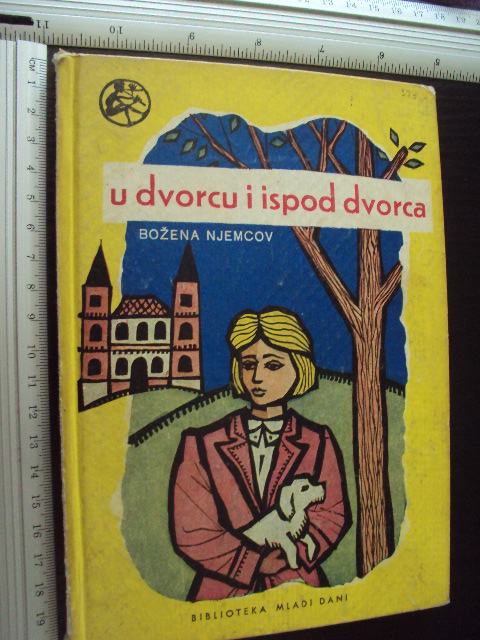 u dvorcu i ispod dvorca
BOŽENA NJEMCOV
BIBLIOTEKA MLADI DANI